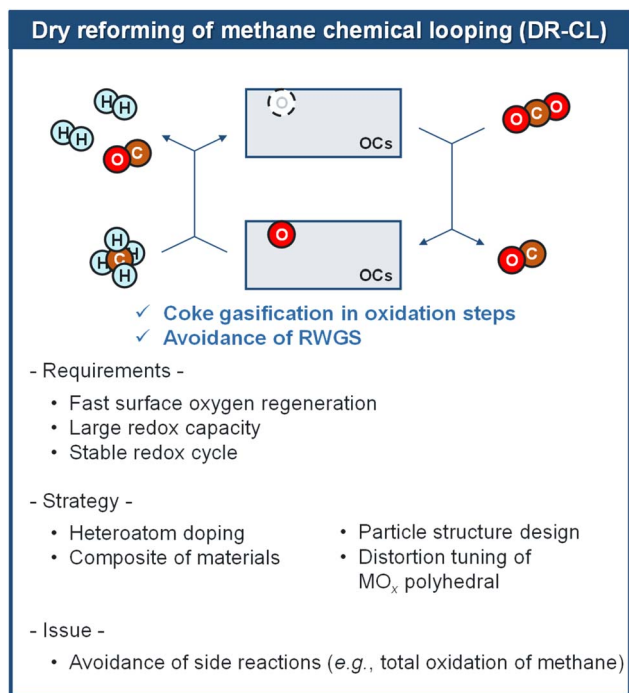 Dry reforming of methane chemical looping (DR-CL)
H H
H H
O C
O
OCs
O C O
H
H C H
H
O
OCs
O C
✓ Coke gasification in oxidation steps
✓ Avoidance of RWGS
- Requirements -
• Fast surface oxygen regeneration
• Large redox capacity
• Stable redox cycle
- Strategy -
• Heteroatom doping
• Composite of materials
• Particle structure design
• Distortion tuning of
MOx polyhedral
- Issue -
• Avoidance of side reactions (e.g., total oxidation of methane)